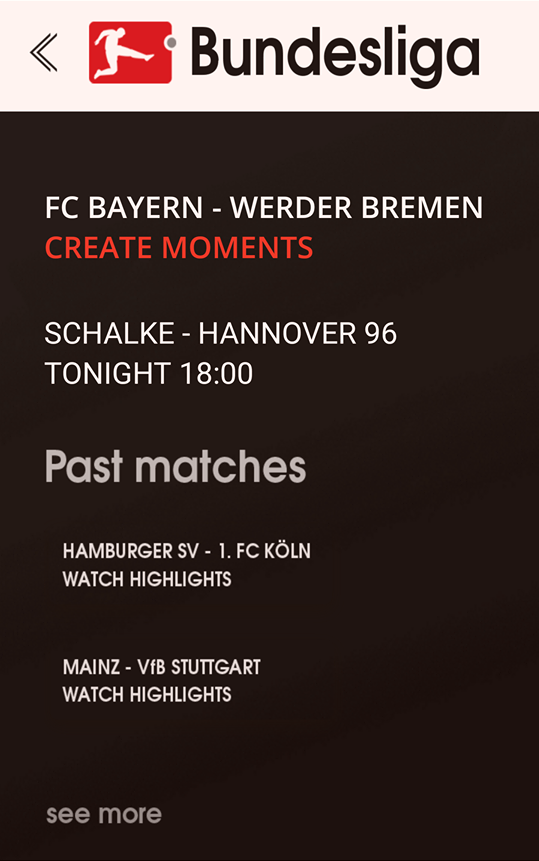 Bundesliga
FC BAYERN - WERDER BREMEN
CREATE MOMENTS
SCHALKE - HANNOVER 96
TONIGHT 18:00
Past matches
HAMBURGER SV - 1. FC KÖLN
WATCH HIGHLIGHTS
MAINZ - VfB STUTTGART
WATCH HIGHLIGHTS
see more